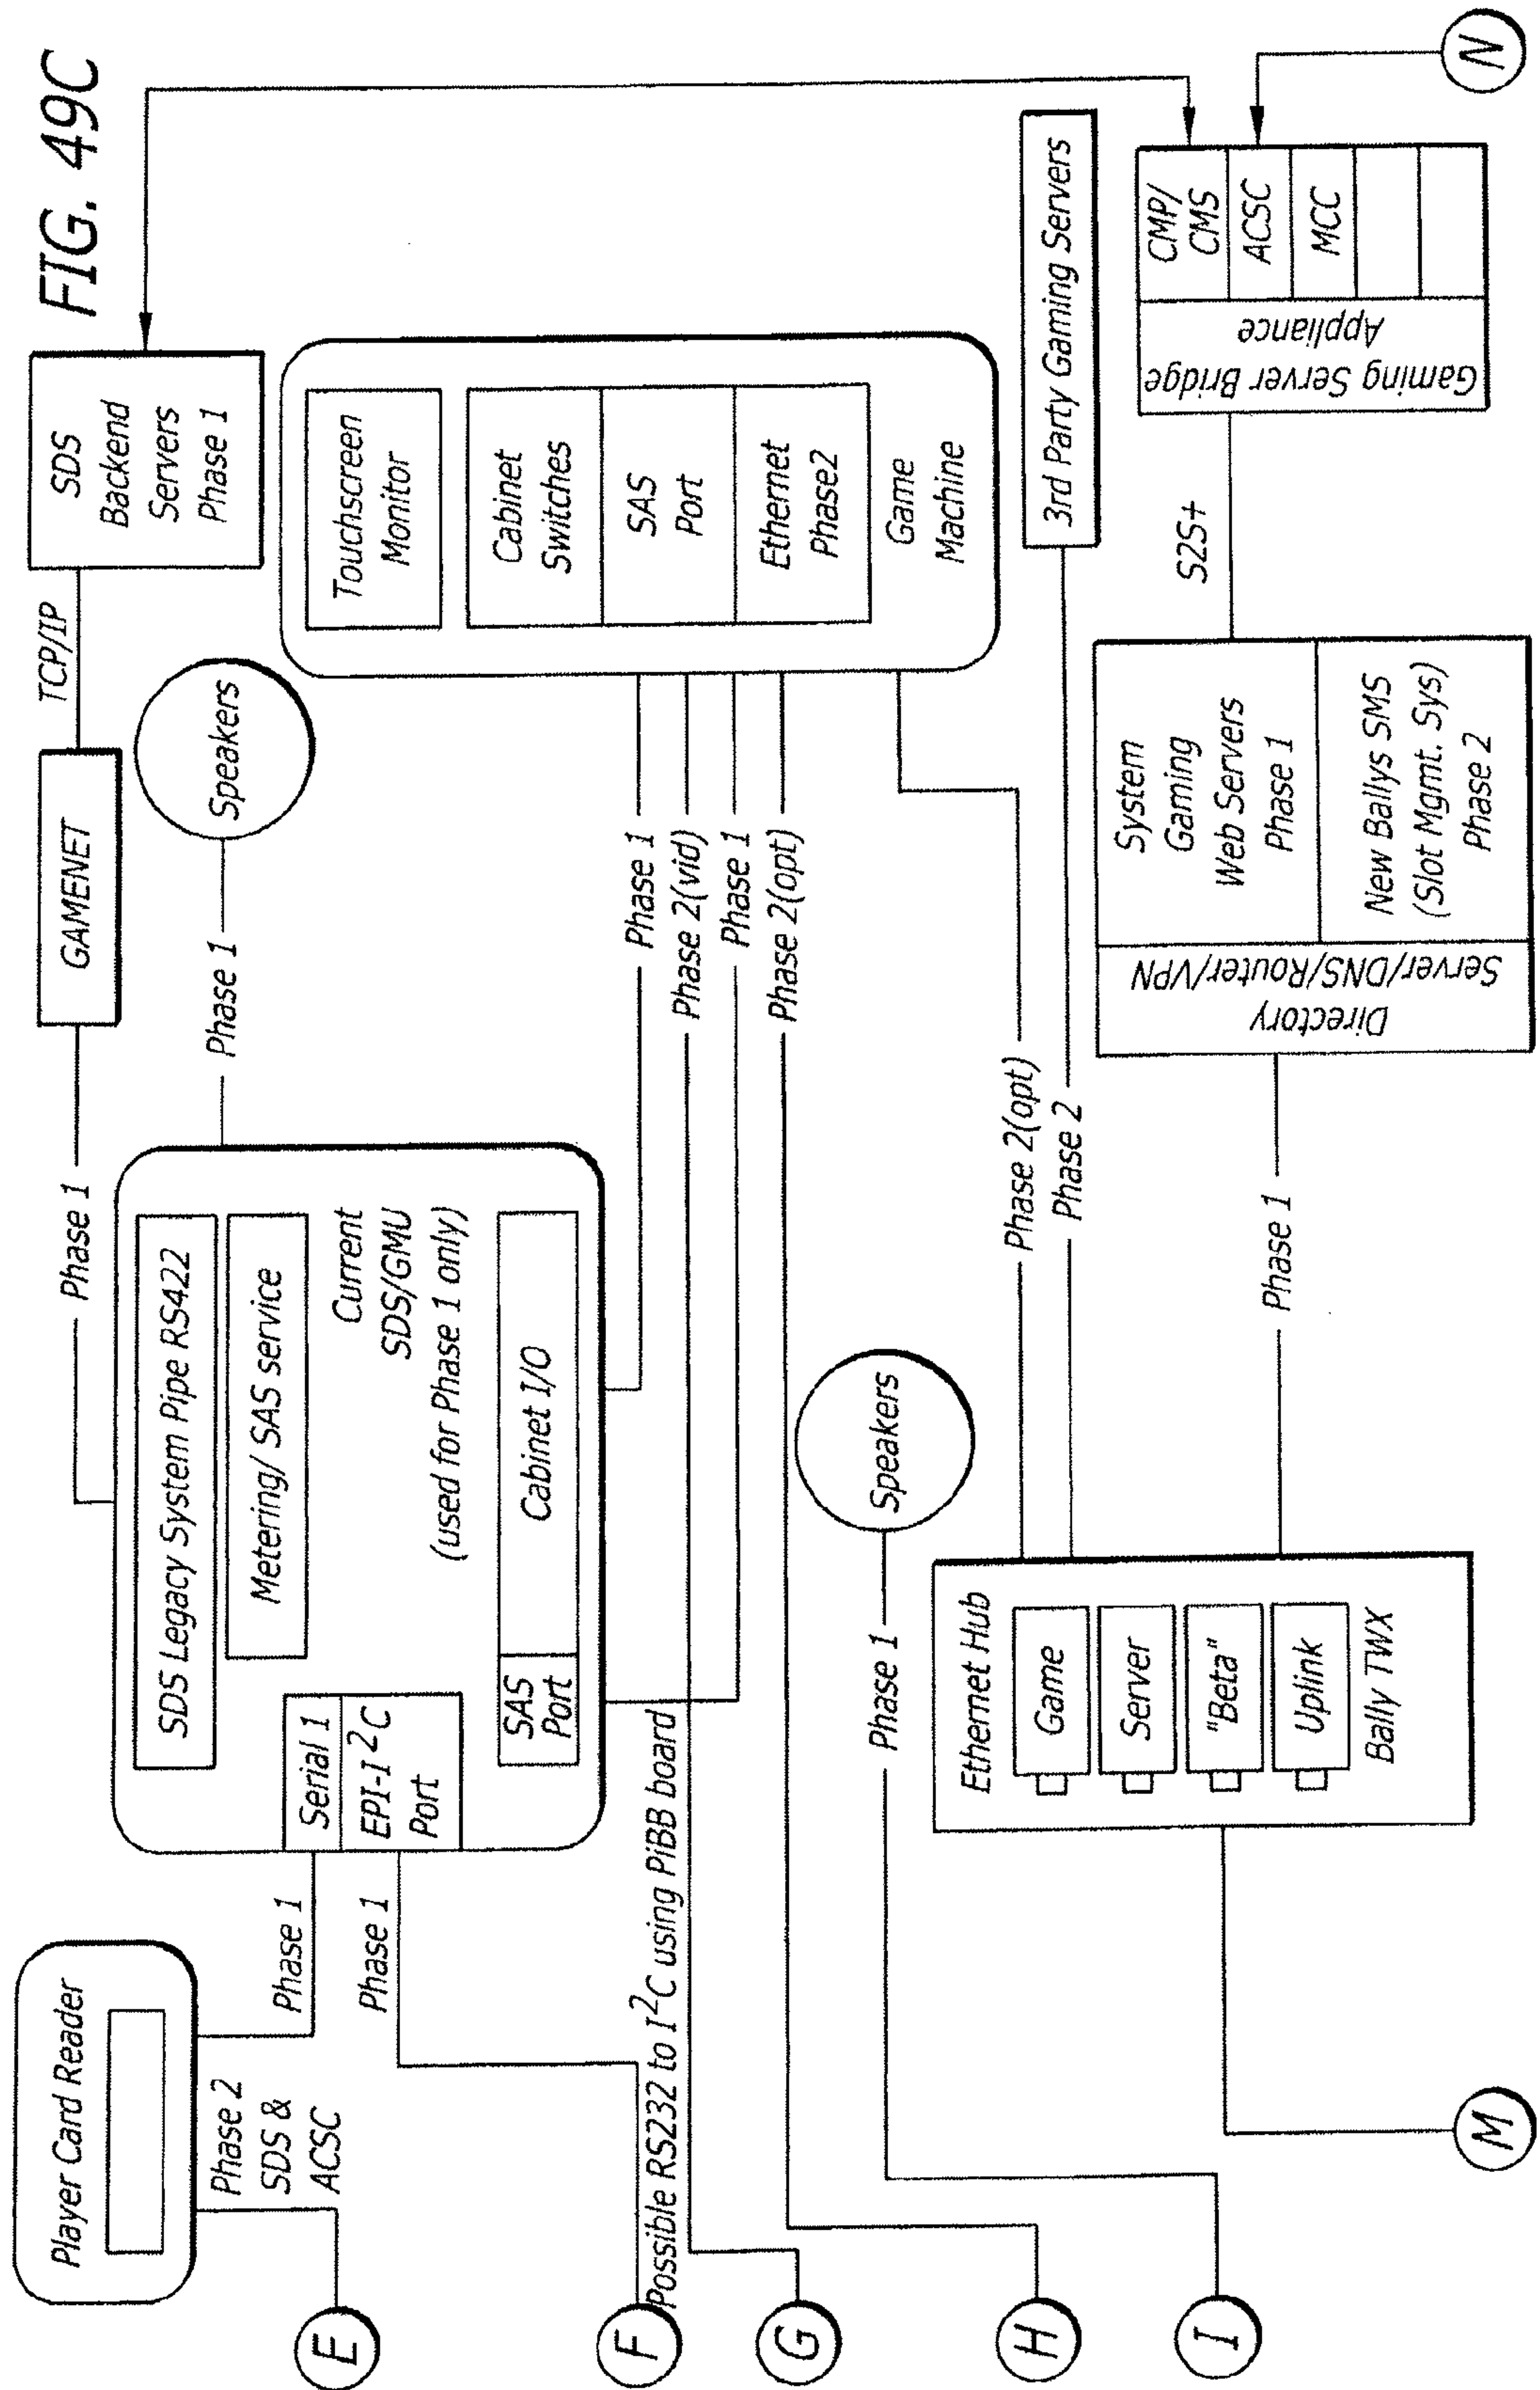 FIG. 49C
Player Card Reader
Phase 2
SDS &
ACSC
E
Phase 1
Phase 1
F
Possible RS232 to I²C using PiBB board
G
H
I
M
SDS Legacy System Pipe RS422
Metering/ SAS service
Serial 1
EPI-I²C
Port
Current
SDS/GMU
(used for Phase 1 only)
SAS
Port
Cabinet I/O
Phase 1
GAMENET
TCP/IP
SDS
Backend
Servers
Phase 1
Phase 1
Speakers
Touchscreen
Monitor
Cabinet
Switches
SAS
Port
Ethernet
Phase2
Game
Machine
Phase 1
Phase 2(vid)
Phase 1
Phase 2(opt)
Phase 1
Speakers
Phase 2(opt)
Phase 2
3rd Party Gaming Servers
Ethernet Hub
Game
Server
"Beta"
Uplink
Bally TWX
Phase 1
Directory
Server/DNS/Router/VPN
System
Gaming
Web Servers
Phase 1
New Ballys SMS
(Slot Mgmt. Sys)
Phase 2
S2S+
Gaming Server Bridge
Appliance
CMP/
CMS
ACSC
MCC
N